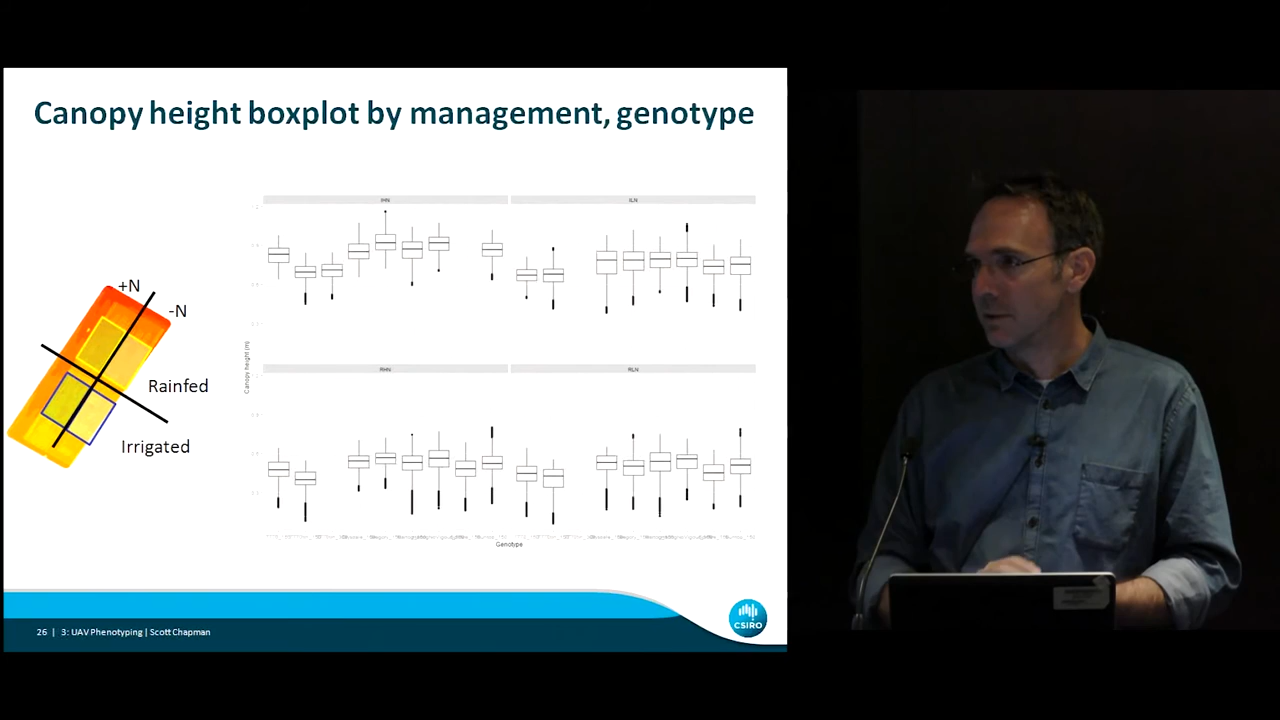 Canopy height boxplot by management, genotype
IHN
ILN
+N
-N
Rainfed
Irrigated
Canopy height (m)
RHN
RLN
Genotype
26 | 3: UAV Phenotyping | Scott Chapman
CSIRO